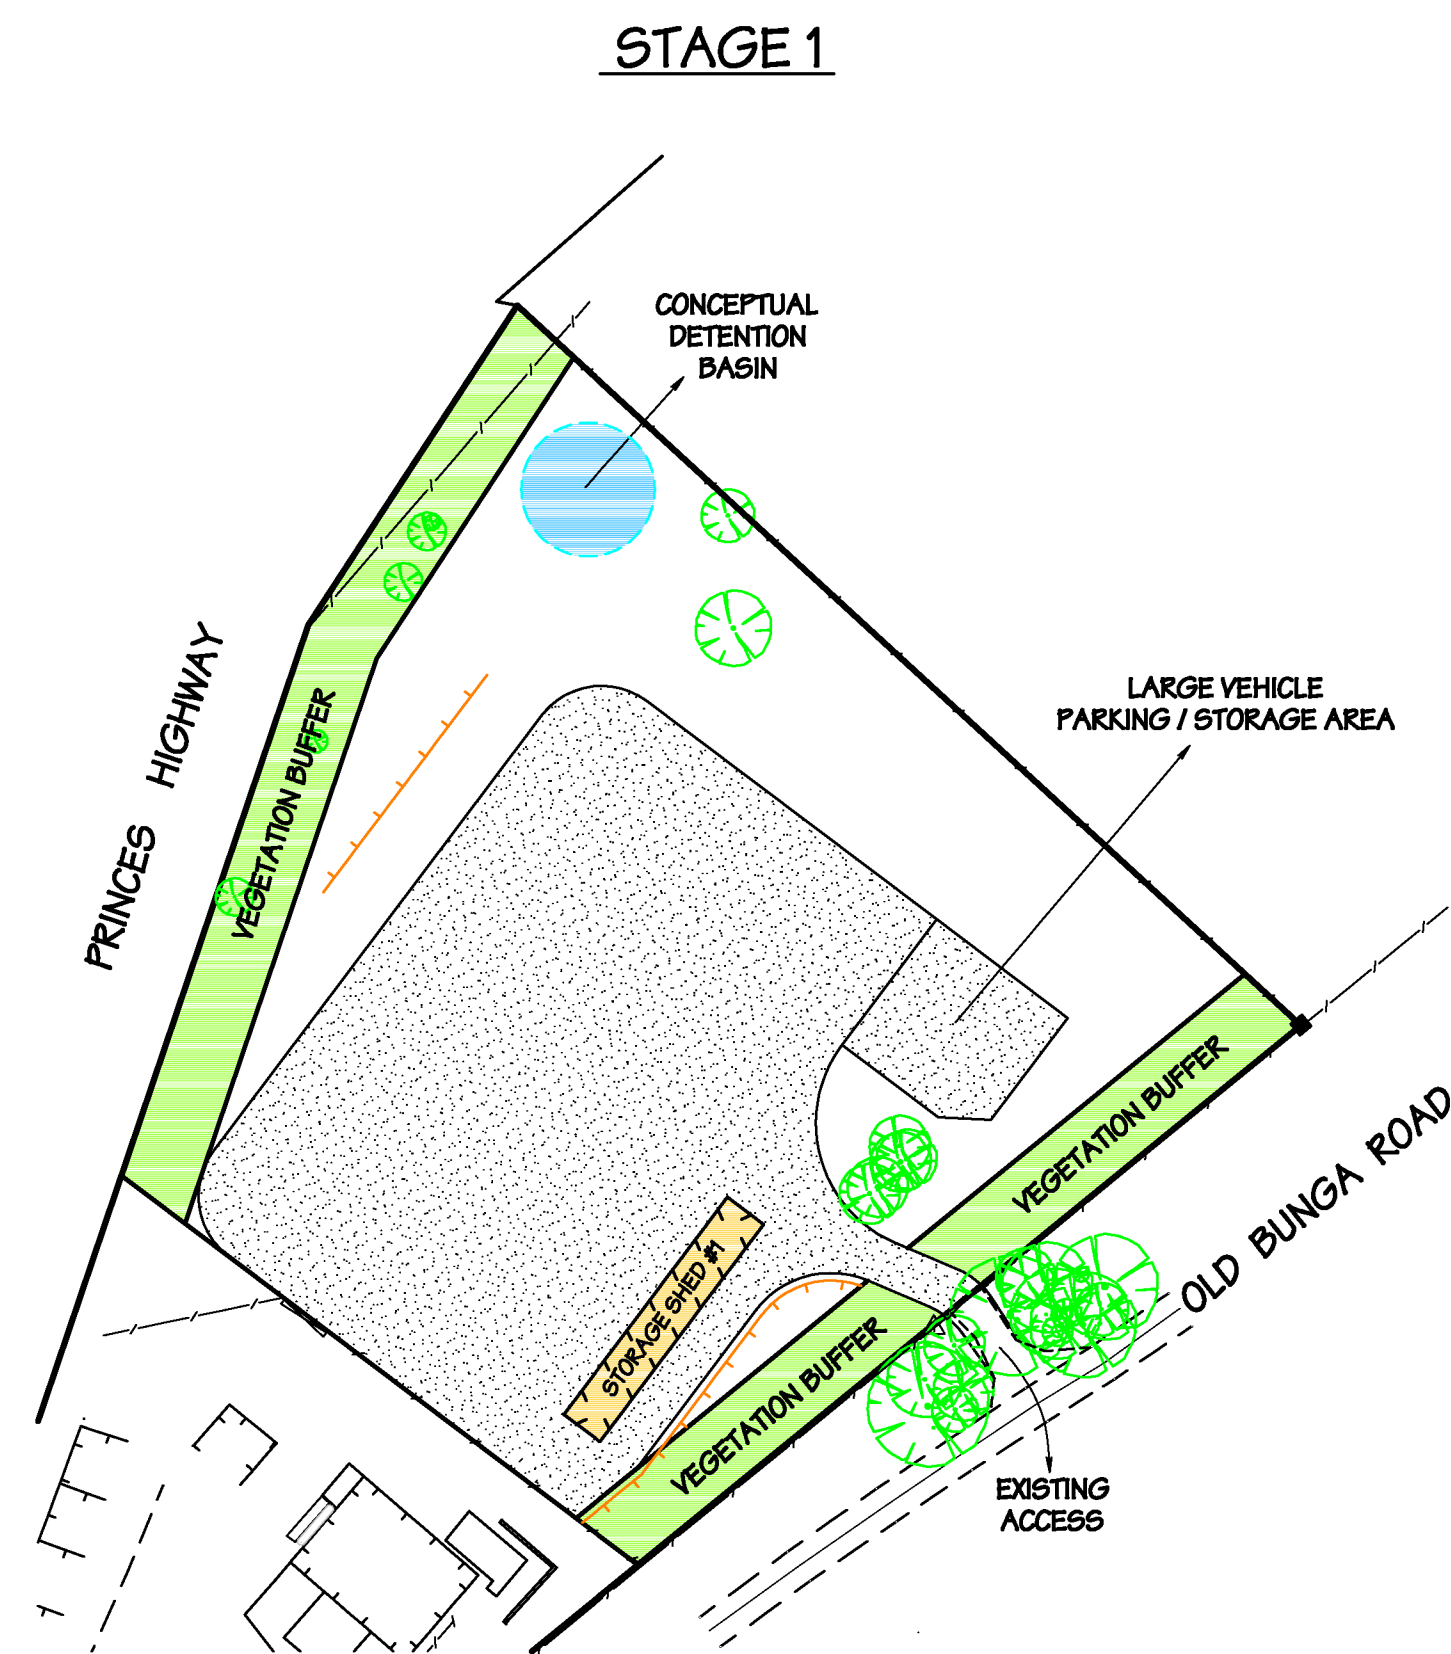 STAGE 1
CONCEPTUAL
DETENTION
BASIN
LARGE VEHICLE
PARKING / STORAGE AREA
PRINCES HIGHWAY
VEGETATION BUFFER
VEGETATION BUFFER
OLD BUNGA ROAD
STORAGE SHED #1
VEGETATION BUFFER
EXISTING
ACCESS